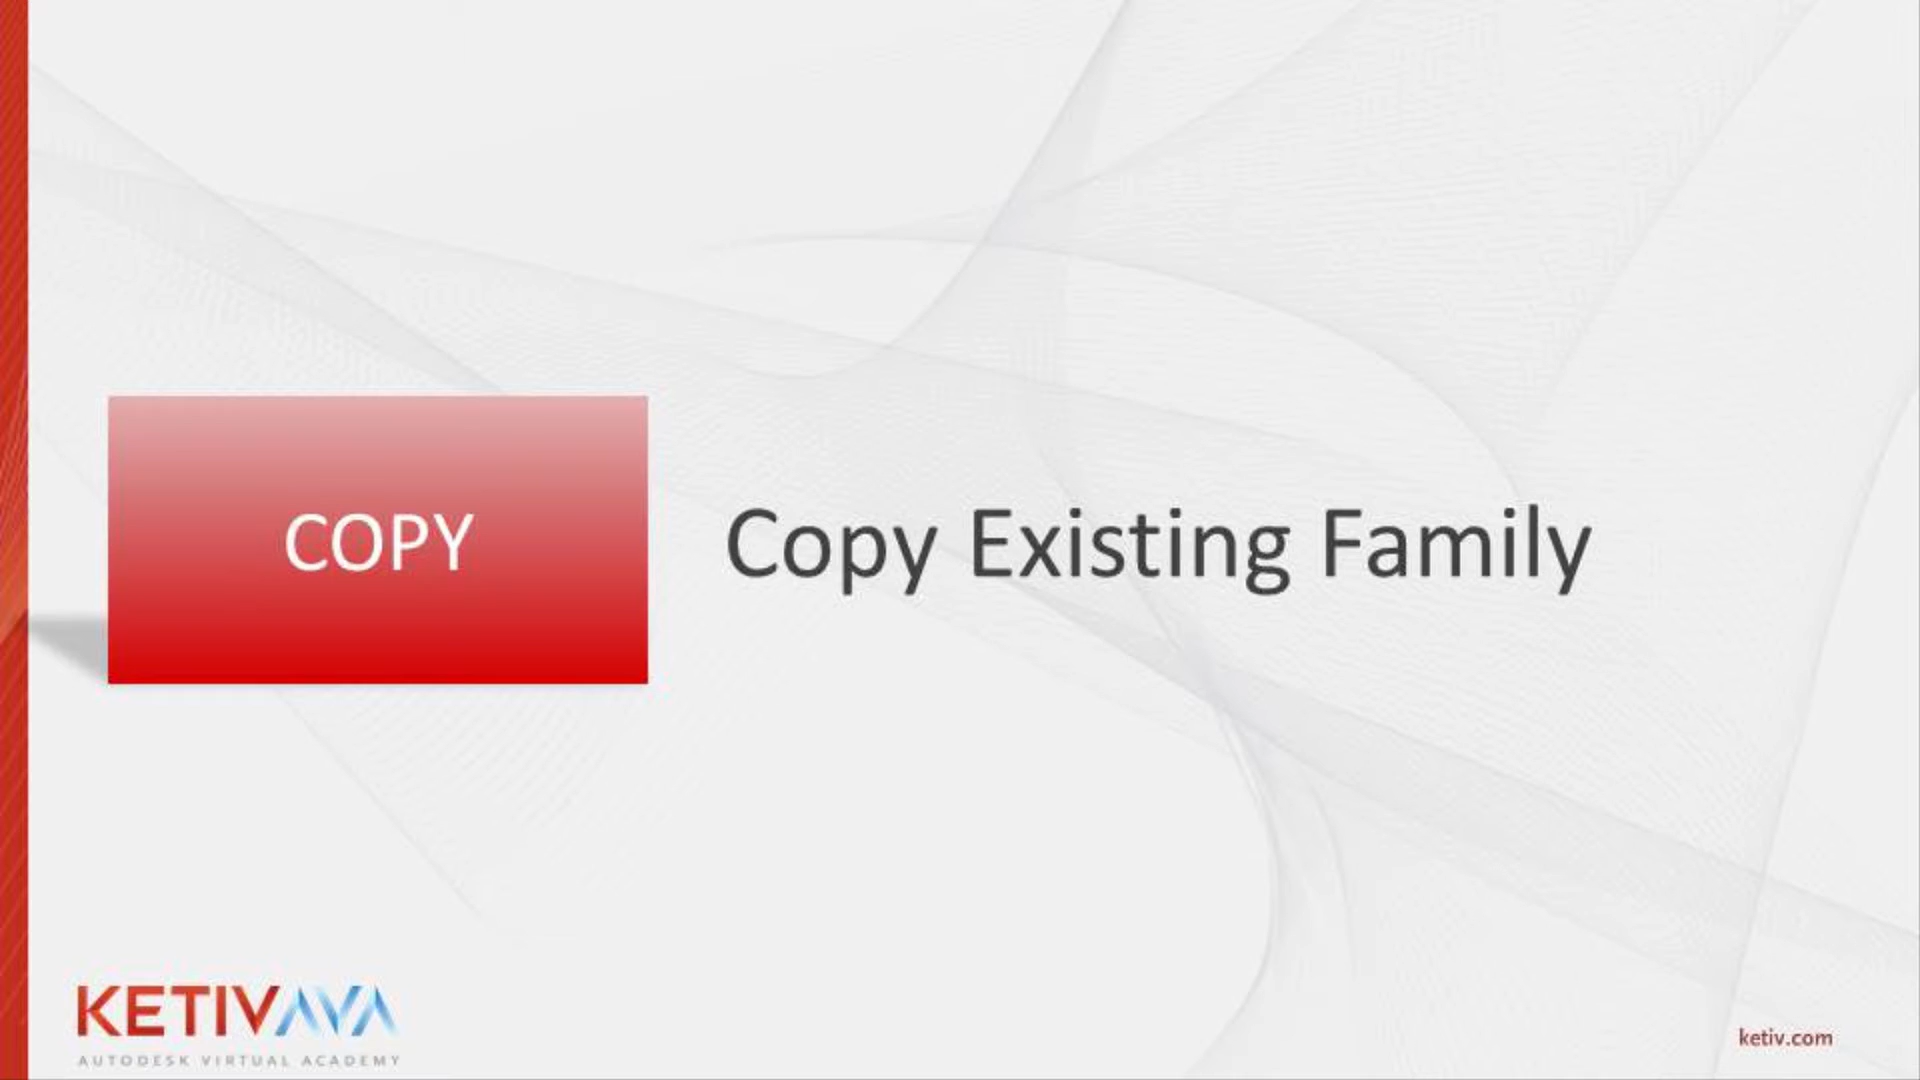 COPY
Copy Existing Family
KETIVAVA
AUTODESK VIRTUAL ACADEMY
ketiv.com